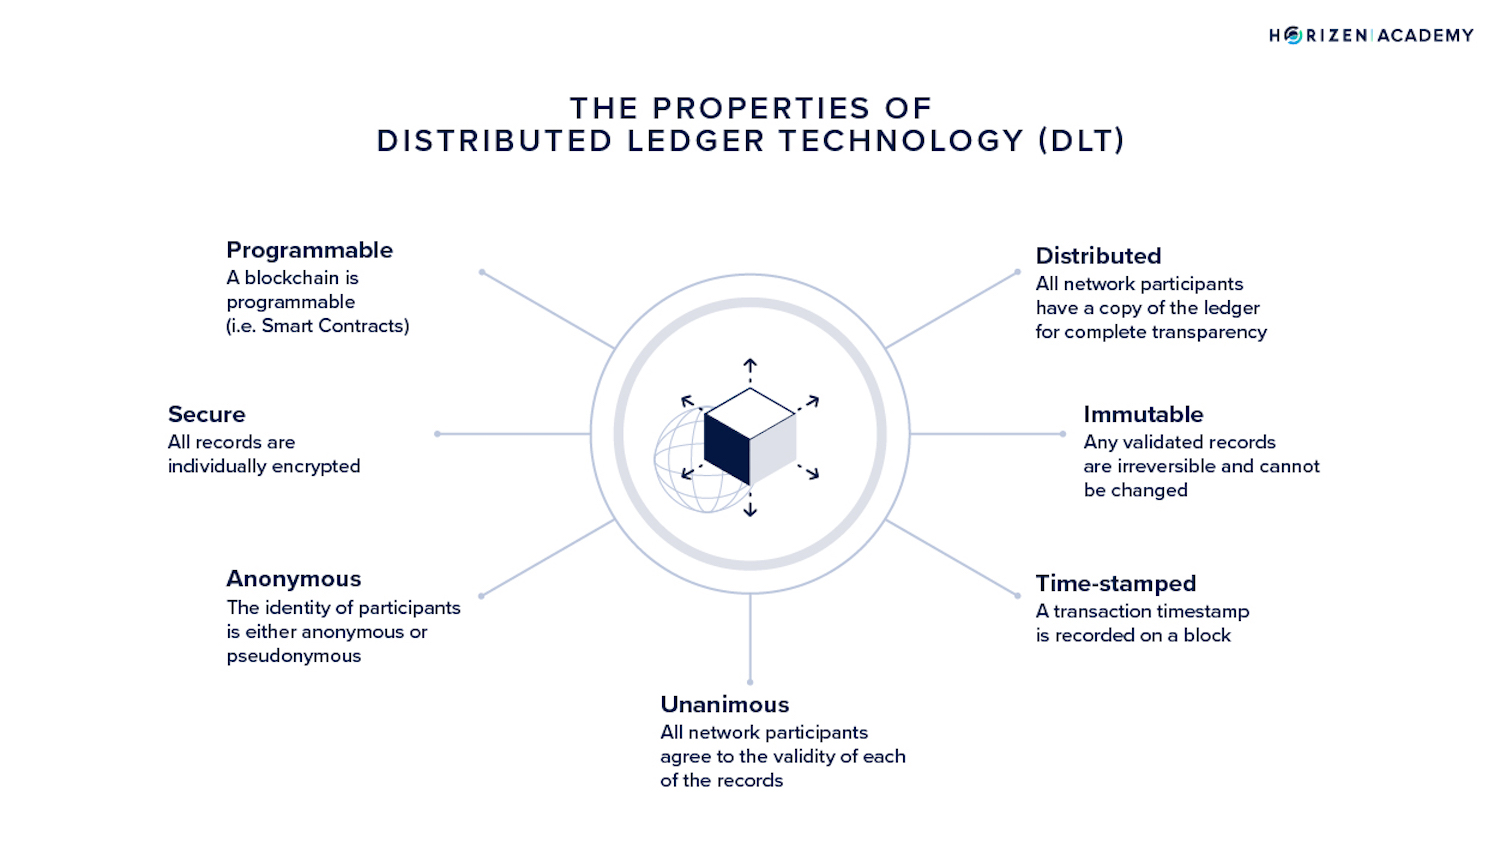 HORIZEN ACADEMY
THE PROPERTIES OF
DISTRIBUTED LEDGER TECHNOLOGY (DLT)
Programmable
A blockchain is
programmable
(i.e. Smart Contracts)
Distributed
All network participants
have a copy of the ledger
for complete transparency
Secure
All records are
individually encrypted
Immutable
Any validated records
are irreversible and cannot
be changed
Anonymous
The identity of participants
is either anonymous or
pseudonymous
Time-stamped
A transaction timestamp
is recorded on a block
Unanimous
All network participants
agree to the validity of each
of the records